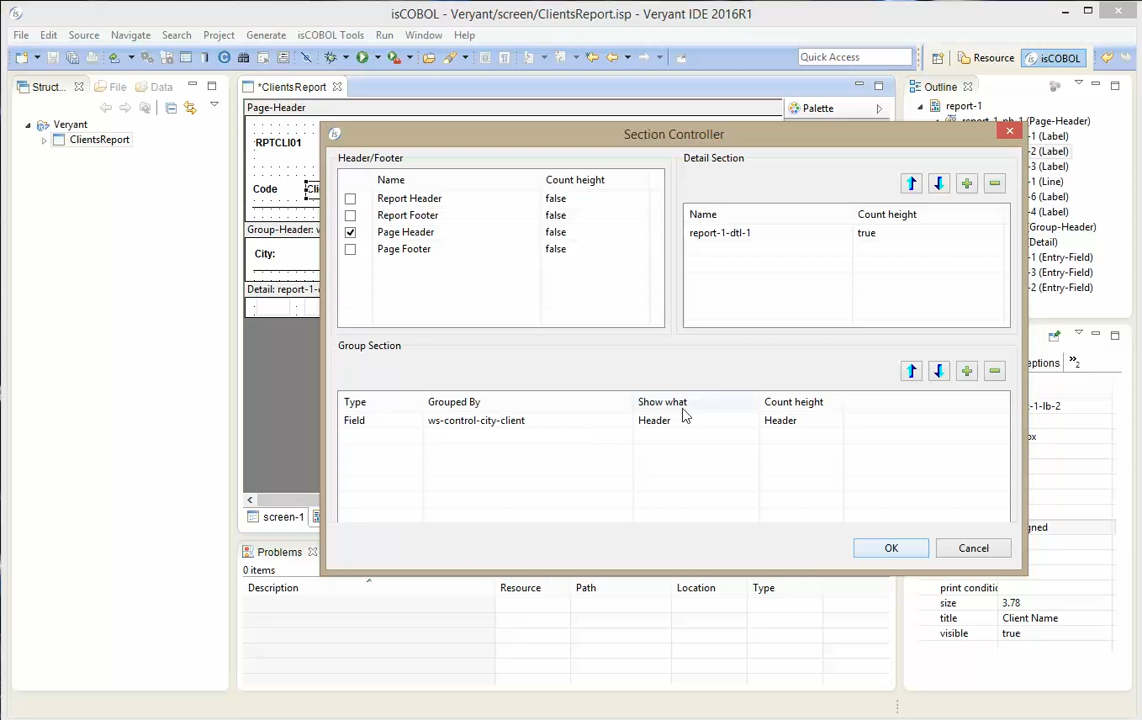 isCOBOL - Veryant/screen/ClientsReport.isp - Veryant IDE 2016R1
File Edit Source Navigate Search Project Generate isCOBOL Tools Run Window Help
Quick Access Resource isCOBOL
Struct... File Data
*ClientsReport
Outline
Veryant
ClientsReport
Page-Header
Palette
RPTCLI01
Code Cli
Group-Header: w
City:
Detail: report-1-d
screen-1
report-1
report-1-ph-1 (Page-Header)
-1 (Label)
-2 (Label)
-3 (Label)
-1 (Line)
-6 (Label)
-4 (Label)
(Group-Header)
Detail)
-1 (Entry-Field)
-3 (Entry-Field)
-2 (Entry-Field)
Section Controller
Header/Footer
Name Count height
Report Header false
Report Footer false
Page Header false
Page Footer false
Detail Section
Name Count height
report-1-dtl-1 true
Group Section
Type Grouped By Show what Count height
Field ws-control-city-client Header Header
OK Cancel
ptions 2
-1-lb-2
ox
gned
print conditic
size 3.78
title Client Name
visible true
Problems
0 items
Description Resource Path Location Type